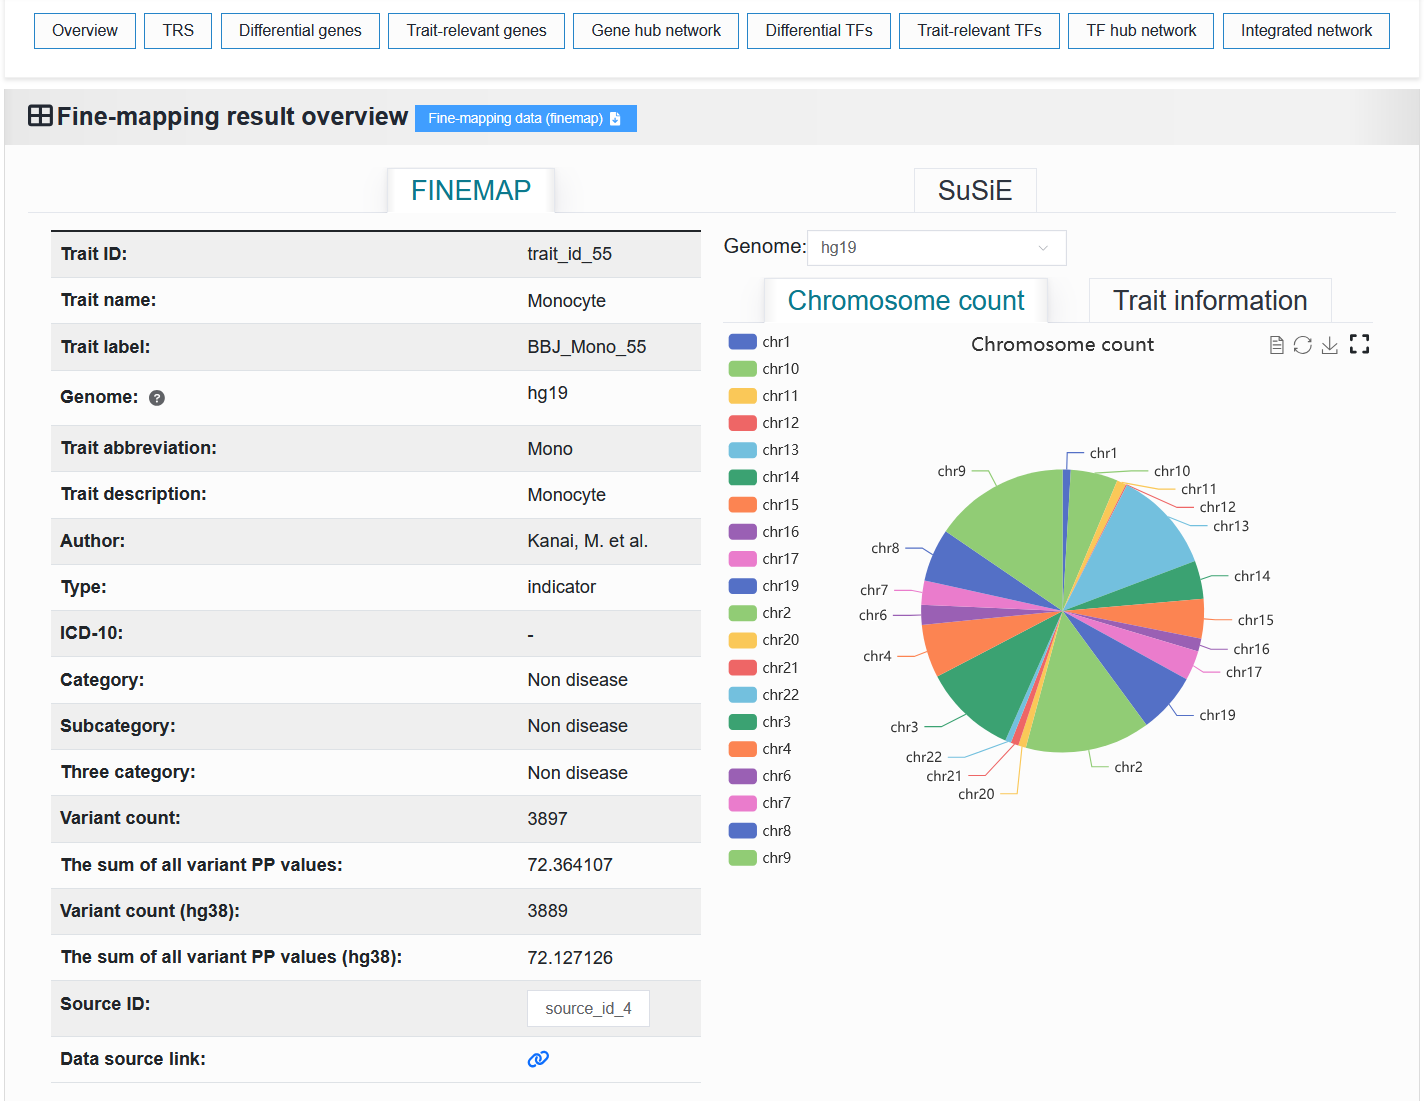 Overview TRS Differential genes Trait-relevant genes Gene hub network Differential TFs Trait-relevant TFs TF hub network Integrated network
Fine-mapping result overview Fine-mapping data (finemap)
FINEMAP SuSiE
Trait ID: trait_id_55
Trait name: Monocyte
Trait label: BBJ_Mono_55
Genome: ? hg19
Trait abbreviation: Mono
Trait description: Monocyte
Author: Kanai, M. et al.
Type: indicator
ICD-10: -
Category: Non disease
Subcategory: Non disease
Three category: Non disease
Variant count: 3897
The sum of all variant PP values: 72.364107
Variant count (hg38): 3889
The sum of all variant PP values (hg38): 72.127126
Source ID: source_id_4
Data source link:
Genome: hg19
Chromosome count Trait information
Chromosome count
chr1
chr10
chr11
chr12
chr13
chr14
chr15
chr16
chr17
chr19
chr2
chr20
chr21
chr22
chr3
chr4
chr6
chr7
chr8
chr9
chr1
chr10
chr11
chr12
chr13
chr14
chr15
chr16
chr17
chr19
chr2
chr20
chr21
chr22
chr3
chr4
chr6
chr7
chr8
chr9